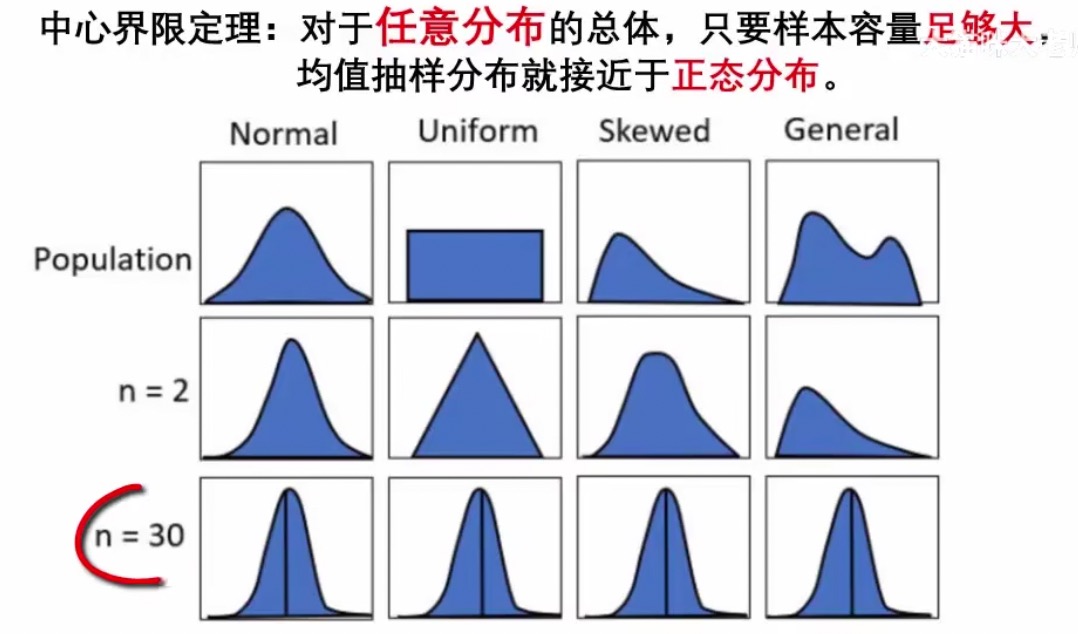 中心界限定理：对于任意分布的总体，只要样本容量足够大，
均值抽样分布就接近于正态分布。
Normal Uniform Skewed General
Population
n = 2
n = 30